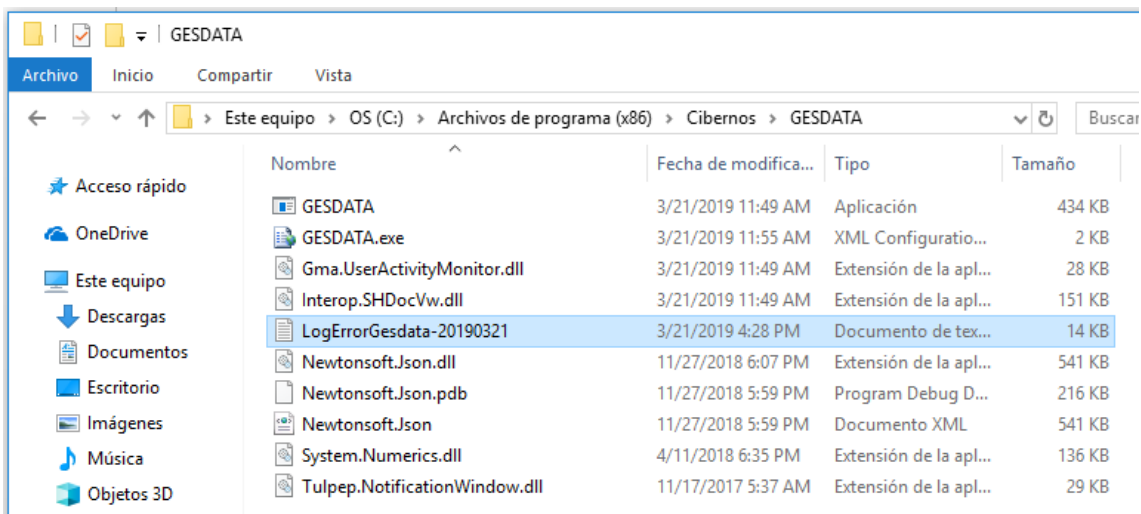 GESDATA
Archivo Inicio Compartir Vista
Este equipo > OS (C:) > Archivos de programa (x86) > Cibernos > GESDATA Buscar
Nombre Fecha de modifica... Tipo Tamaño
Acceso rápido
OneDrive
Este equipo
Descargas
Documentos
Escritorio
Imágenes
Música
Objetos 3D
GESDATA 3/21/2019 11:49 AM Aplicación 434 KB
GESDATA.exe 3/21/2019 11:55 AM XML Configuratio... 2 KB
Gma.UserActivityMonitor.dll 3/21/2019 11:49 AM Extensión de la apl... 28 KB
Interop.SHDocVw.dll 3/21/2019 11:49 AM Extensión de la apl... 151 KB
LogErrorGesdata-20190321 3/21/2019 4:28 PM Documento de tex... 14 KB
Newtonsoft.Json.dll 11/27/2018 6:07 PM Extensión de la apl... 541 KB
Newtonsoft.Json.pdb 11/27/2018 5:59 PM Program Debug D... 216 KB
Newtonsoft.Json 11/27/2018 5:59 PM Documento XML 541 KB
System.Numerics.dll 4/11/2018 6:35 PM Extensión de la apl... 136 KB
Tulpep.NotificationWindow.dll 11/17/2017 5:37 AM Extensión de la apl... 29 KB